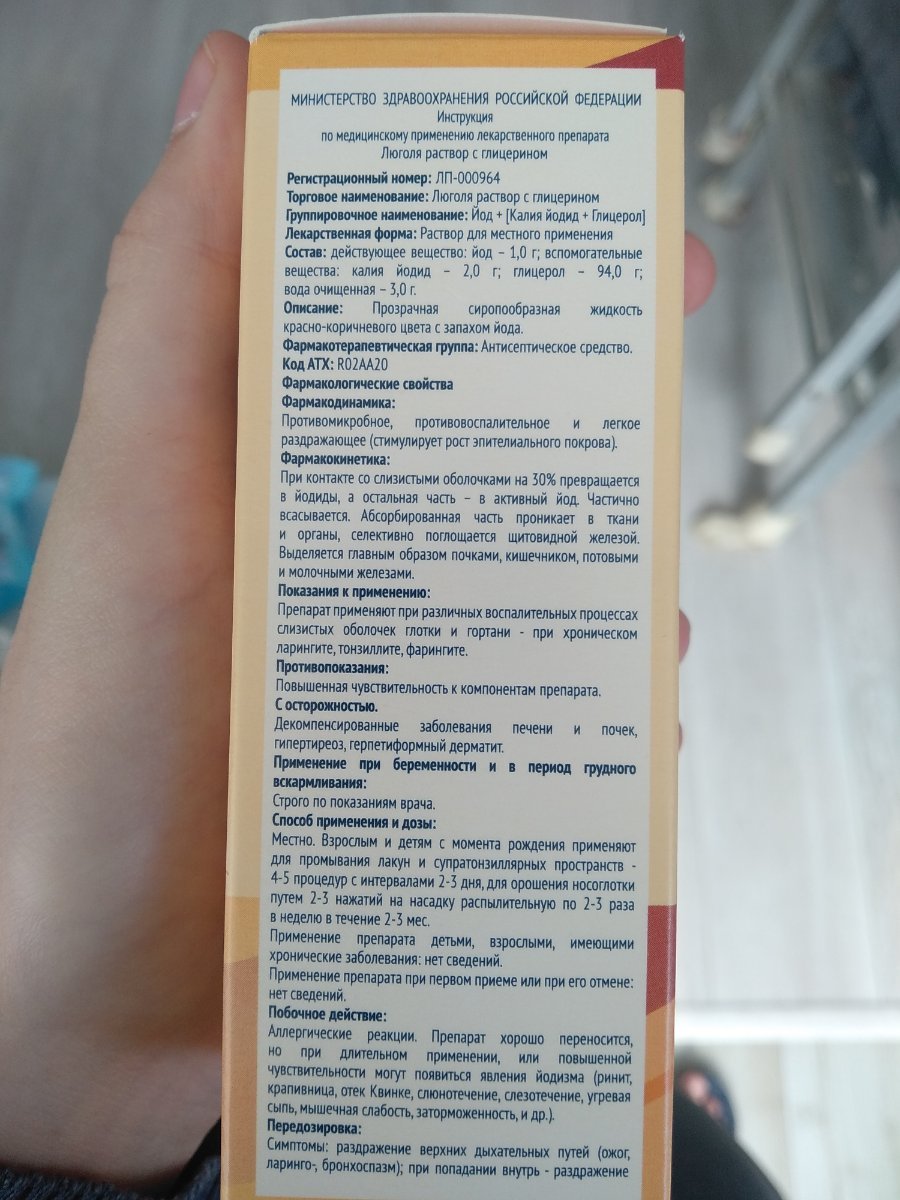 МИНИСТЕРСТВО ЗДРАВООХРАНЕНИЯ РОССИЙСКОЙ ФЕДЕРАЦИИ
Инструкция
по медицинскому применению лекарственного препарата
Люголя раствор с глицерином
Регистрационный номер: ЛП-000964
Торговое наименование: Люголя раствор с глицерином
Группировочное наименование: Йод + [Калия йодид + Глицерол]
Лекарственная форма: Раствор для местного применения
Состав: действующее вещество: йод – 1,0 г; вспомогательные
вещества: калия йодид – 2,0 г; глицерол – 94,0 г;
вода очищенная – 3,0 г.
Описание: Прозрачная сиропообразная жидкость
красно-коричневого цвета с запахом йода.
Фармакотерапевтическая группа: Антисептическое средство.
Код АТХ: R02AA20
Фармакологические свойства
Фармакодинамика:
Противомикробное, противовоспалительное и легкое
раздражающее (стимулирует рост эпителиального покрова).
Фармакокинетика:
При контакте со слизистыми оболочками на 30% превращается
в йодиды, а остальная часть – в активный йод. Частично
всасывается. Абсорбированная часть проникает в ткани
и органы, селективно поглощается щитовидной железой.
Выделяется главным образом почками, кишечником, потовыми
и молочными железами.
Показания к применению:
Препарат применяют при различных воспалительных процессах
слизистых оболочек глотки и гортани - при хроническом
ларингите, тонзиллите, фарингите.
Противопоказания:
Повышенная чувствительность к компонентам препарата.
С осторожностью.
Декомпенсированные заболевания печени и почек,
гипертиреоз, герпетиформный дерматит.
Применение при беременности и в период грудного
вскармливания:
Строго по показаниям врача.
Способ применения и дозы:
Местно. Взрослым и детям с момента рождения применяют
для промывания лакун и супратонзиллярных пространств -
4-5 процедур с интервалами 2-3 дня, для орошения носоглотки
путем 2-3 нажатий на насадку распылительную по 2-3 раза
в неделю в течение 2-3 мес.
Применение препарата детьми, взрослыми, имеющими
хронические заболевания: нет сведений.
Применение препарата при первом приеме или при его отмене:
нет сведений.
Побочное действие:
Аллергические реакции. Препарат хорошо переносится,
но при длительном применении, или повышенной
чувствительности могут появиться явления йодизма (ринит,
крапивница, отек Квинке, слюнотечение, слезотечение, угревая
сыпь, мышечная слабость, заторможенность, и др.).
Передозировка:
Симптомы: раздражение верхних дыхательных путей (ожог,
ларинго-, бронхоспазм); при попадании внутрь - раздражение